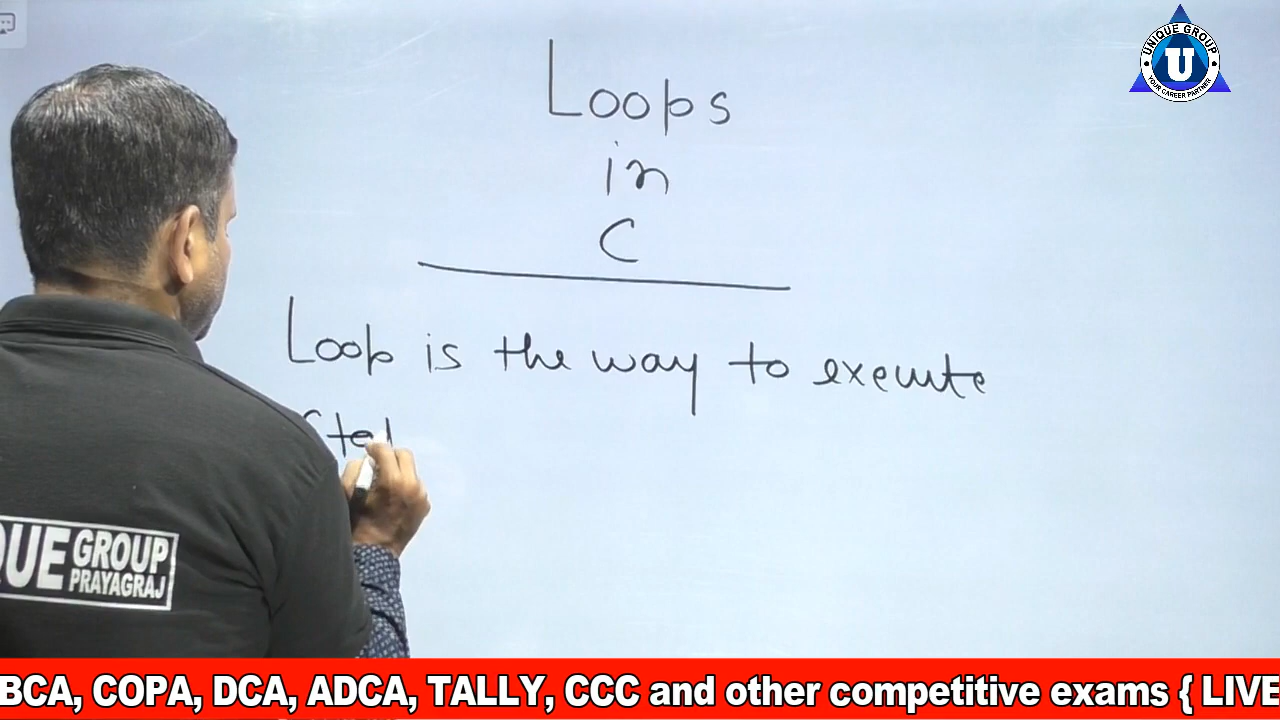 UNIQUE GROUP
U
YOUR CAREER PARTNER
Loops
in
C
Loop is the way to execute
QUE GROUP
PRAYAGRAJ
BCA, COPA, DCA, ADCA, TALLY, CCC and other competitive exams { LIVE